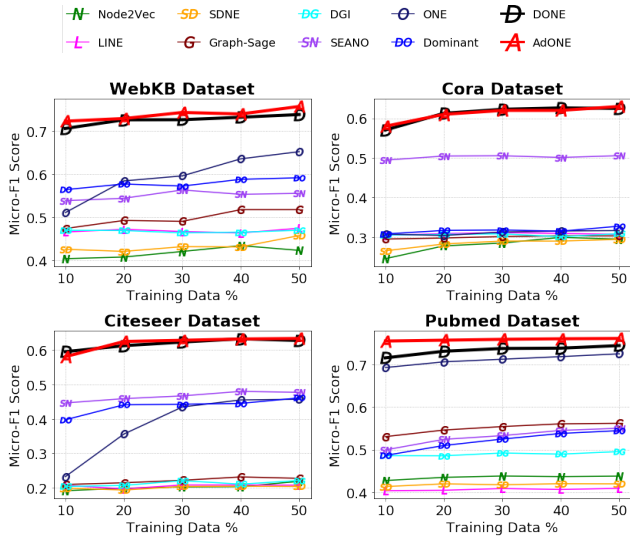 Node2Vec SDNE DGI ONE DONE
LINE Graph-Sage SEANO Dominant AdONE
WebKB Dataset
Micro-F1 Score
0.7
0.6
0.5
0.4
10 20 30 40 50
Training Data %
Cora Dataset
Micro-F1 Score
0.6
0.5
0.4
0.3
10 20 30 40 50
Training Data %
Citeseer Dataset
Micro-F1 Score
0.6
0.5
0.4
0.3
0.2
10 20 30 40 50
Training Data %
Pubmed Dataset
Micro-F1 Score
0.7
0.6
0.5
0.4
10 20 30 40 50
Training Data %